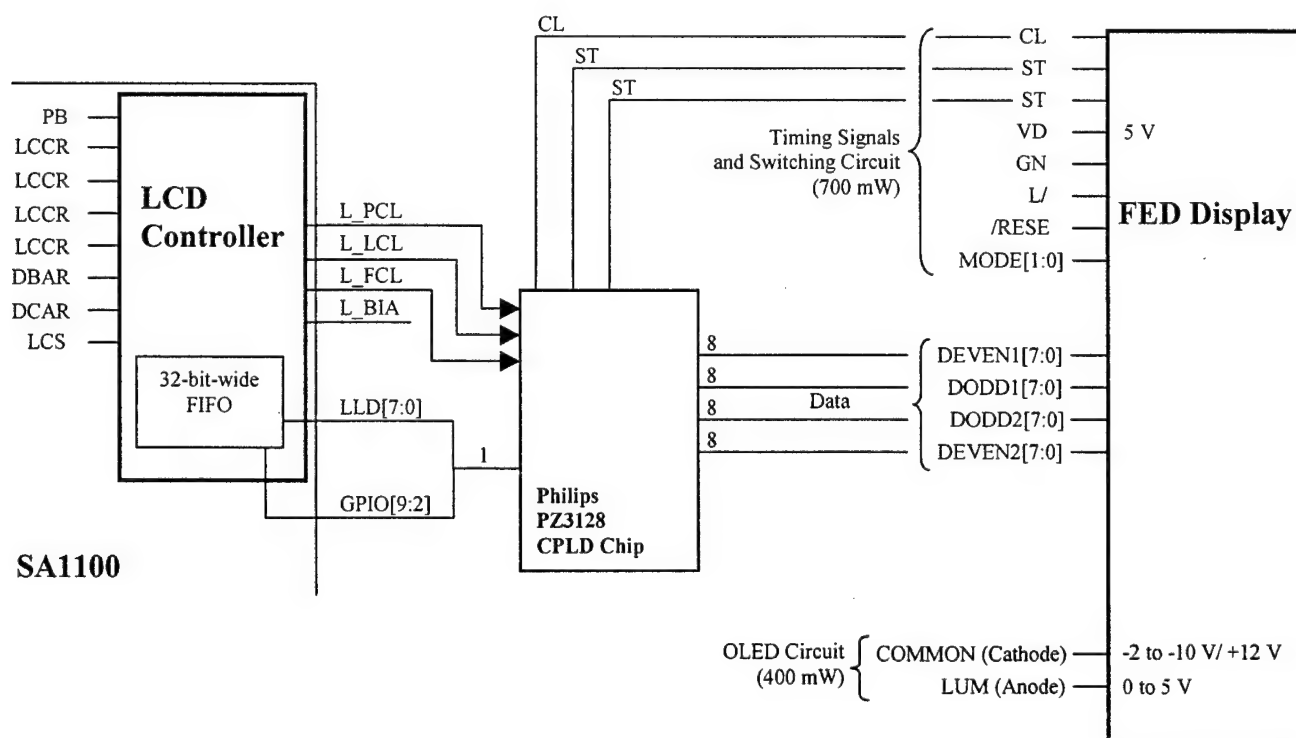 CL
ST
ST
CL
ST
ST
VD
GN
L/
/RESE
MODE[1:0]
5 V
Timing Signals
and Switching Circuit
(700 mW)
FED Display
PB
LCCR
LCCR
LCCR
LCCR
DBAR
DCAR
LCS
LCD
Controller
L_PCL
L_LCL
L_FCL
L_BIA
32-bit-wide
FIFO
LLD[7:0]
GPIO[9:2]
1
SA1100
Philips
PZ3128
CPLD Chip
8
8
8
8
Data
DEVEN1[7:0]
DODD1[7:0]
DODD2[7:0]
DEVEN2[7:0]
OLED Circuit
(400 mW)
COMMON (Cathode)
LUM (Anode)
-2 to -10 V/ +12 V
0 to 5 V